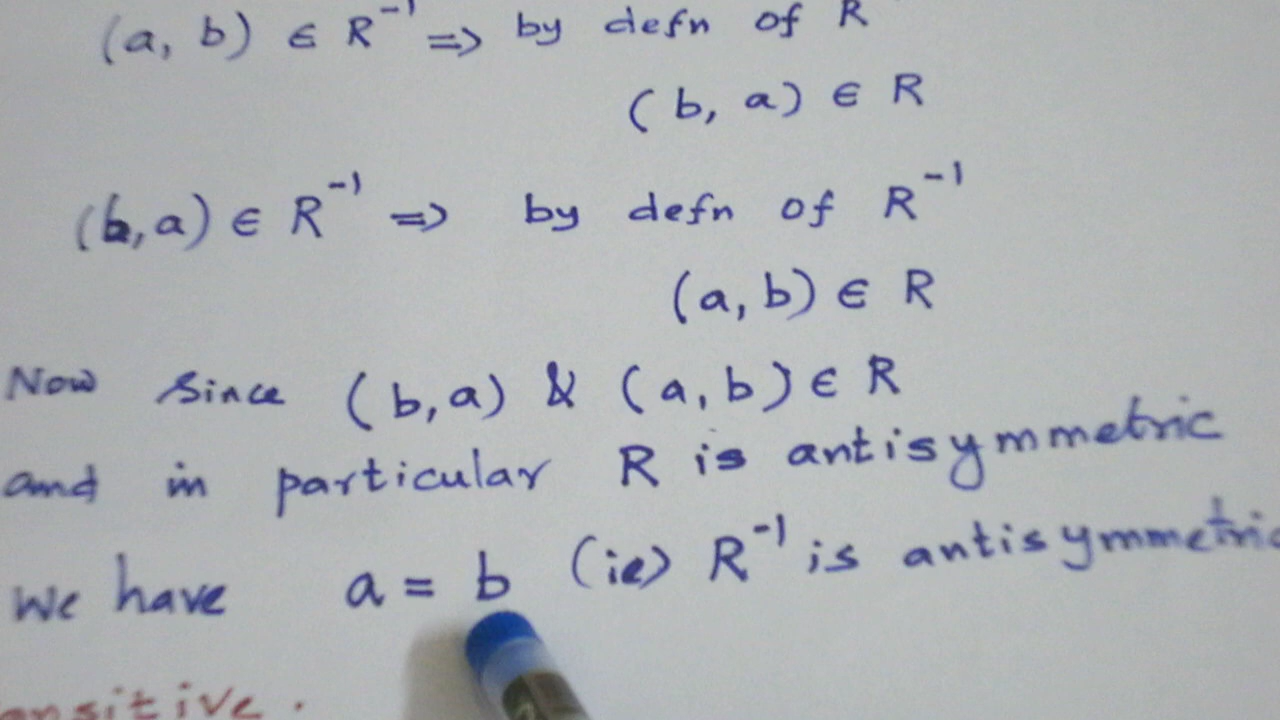 (a, b) ∈ R⁻¹ => by defn of R
(b, a) ∈ R
(b, a) ∈ R⁻¹ => by defn of R⁻¹
(a, b) ∈ R
Now since (b, a) & (a, b) ∈ R
and in particular R is antisymmetric
We have a = b (ie) R⁻¹ is antisymmetric
ansitive.